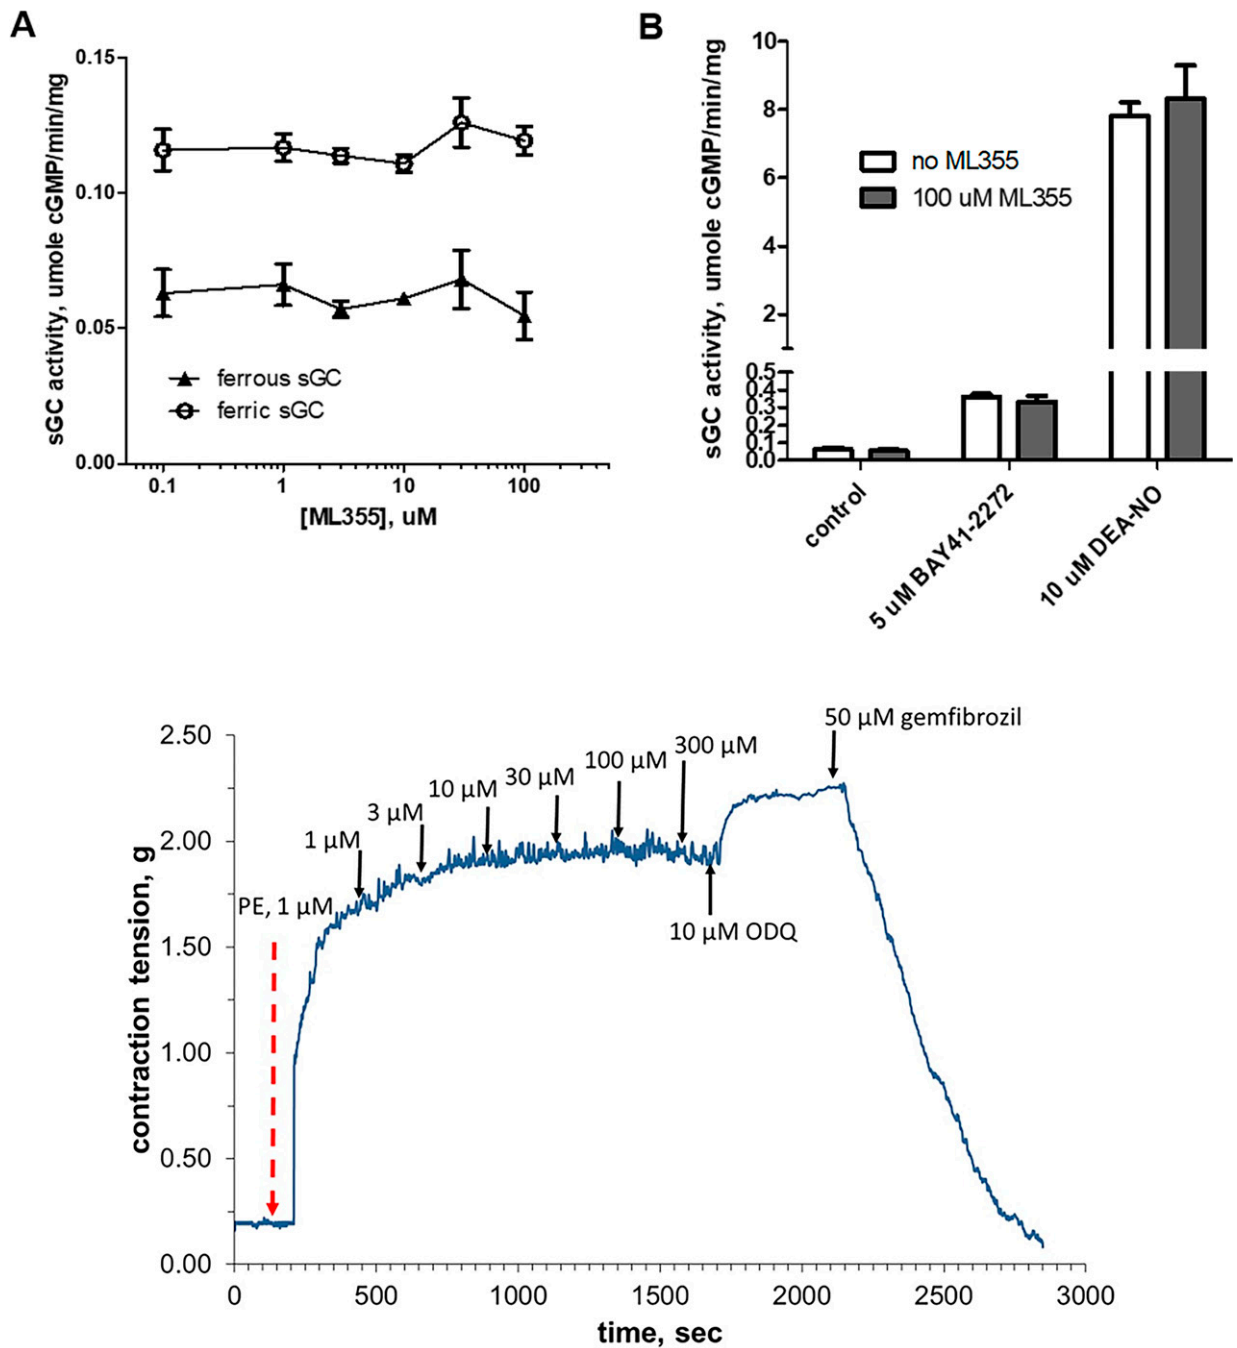 A
sGC activity, umole cGMP/min/mg
0.15
0.10
0.05
0.00
ferrous sGC
ferric sGC
0.1
1
10
100
[ML355], uM
B
sGC activity, umole cGMP/min/mg
10
8
6
4
2
0.5
0.4
0.3
0.2
0.1
0.0
no ML355
100 uM ML355
control
5 uM BAY41-2272
10 uM DEA-NO
contraction tension, g
2.50
2.00
1.50
1.00
0.50
0.00
PE, 1 μM
1 μM
3 μM
10 μM
30 μM
100 μM
300 μM
10 μM ODQ
50 μM gemfibrozil
0
500
1000
1500
2000
2500
3000
time, sec